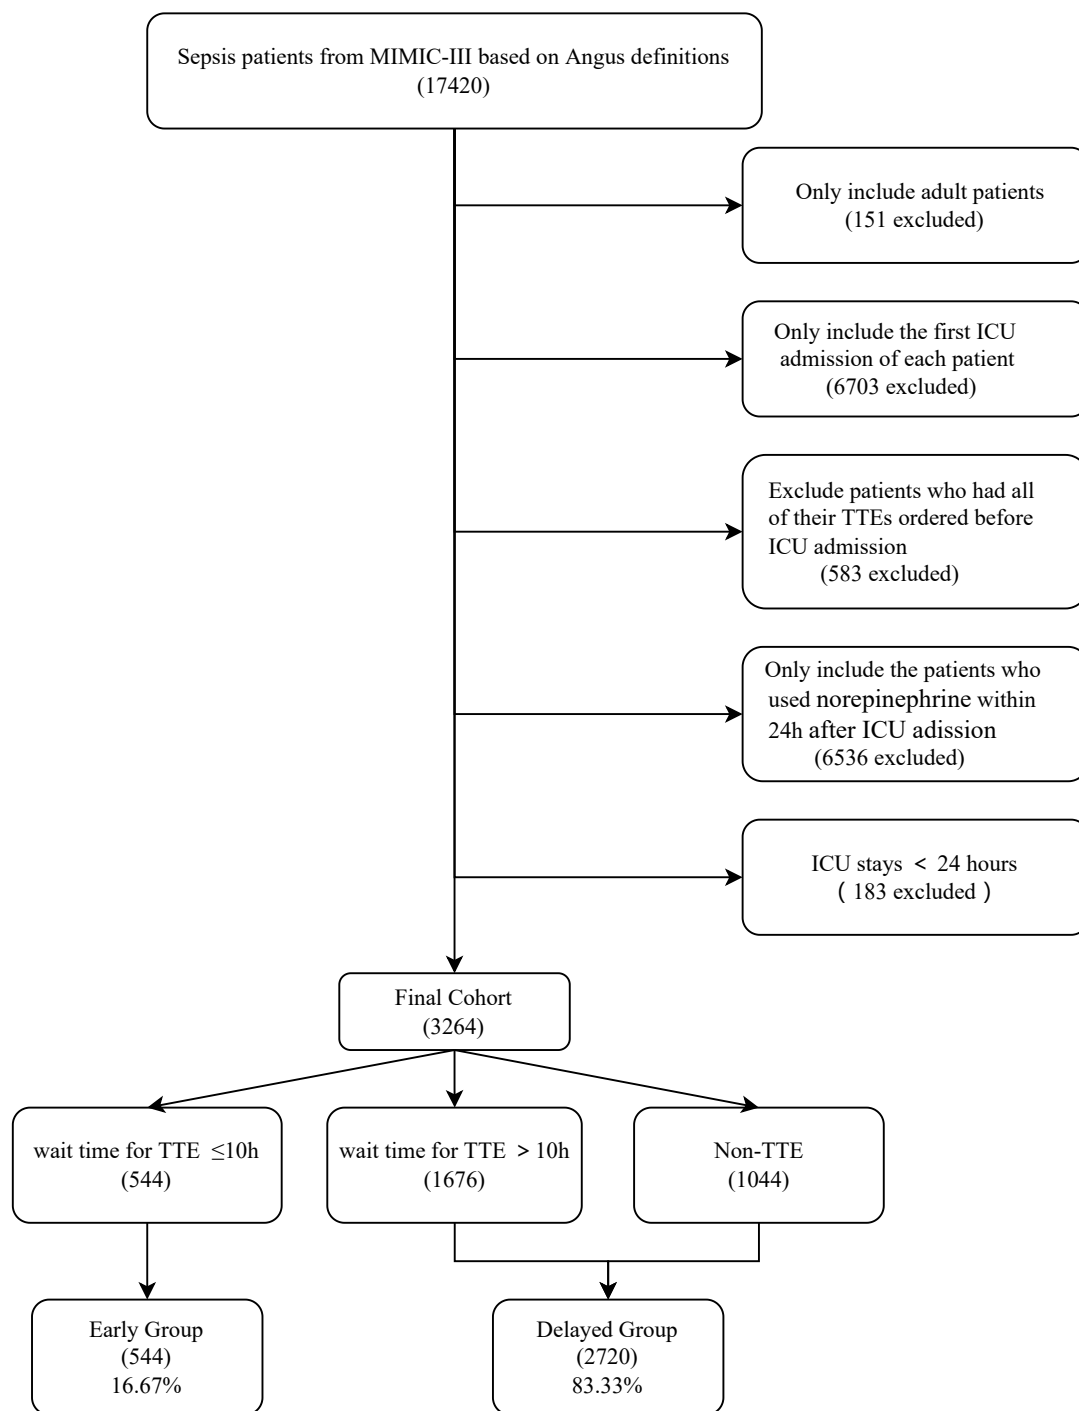 Sepsis patients from MIMIC-III based on Angus definitions
(17420)
Only include adult patients
(151 excluded)
Only include the first ICU
admission of each patient
(6703 excluded)
Exclude patients who had all
of their TTEs ordered before
ICU admission
(583 excluded)
Only include the patients who
used norepinephrine within
24h after ICU adission
(6536 excluded)
ICU stays < 24 hours
( 183 excluded )
Final Cohort
(3264)
wait time for TTE ≤10h
(544)
wait time for TTE > 10h
(1676)
Non-TTE
(1044)
Early Group
(544)
16.67%
Delayed Group
(2720)
83.33%